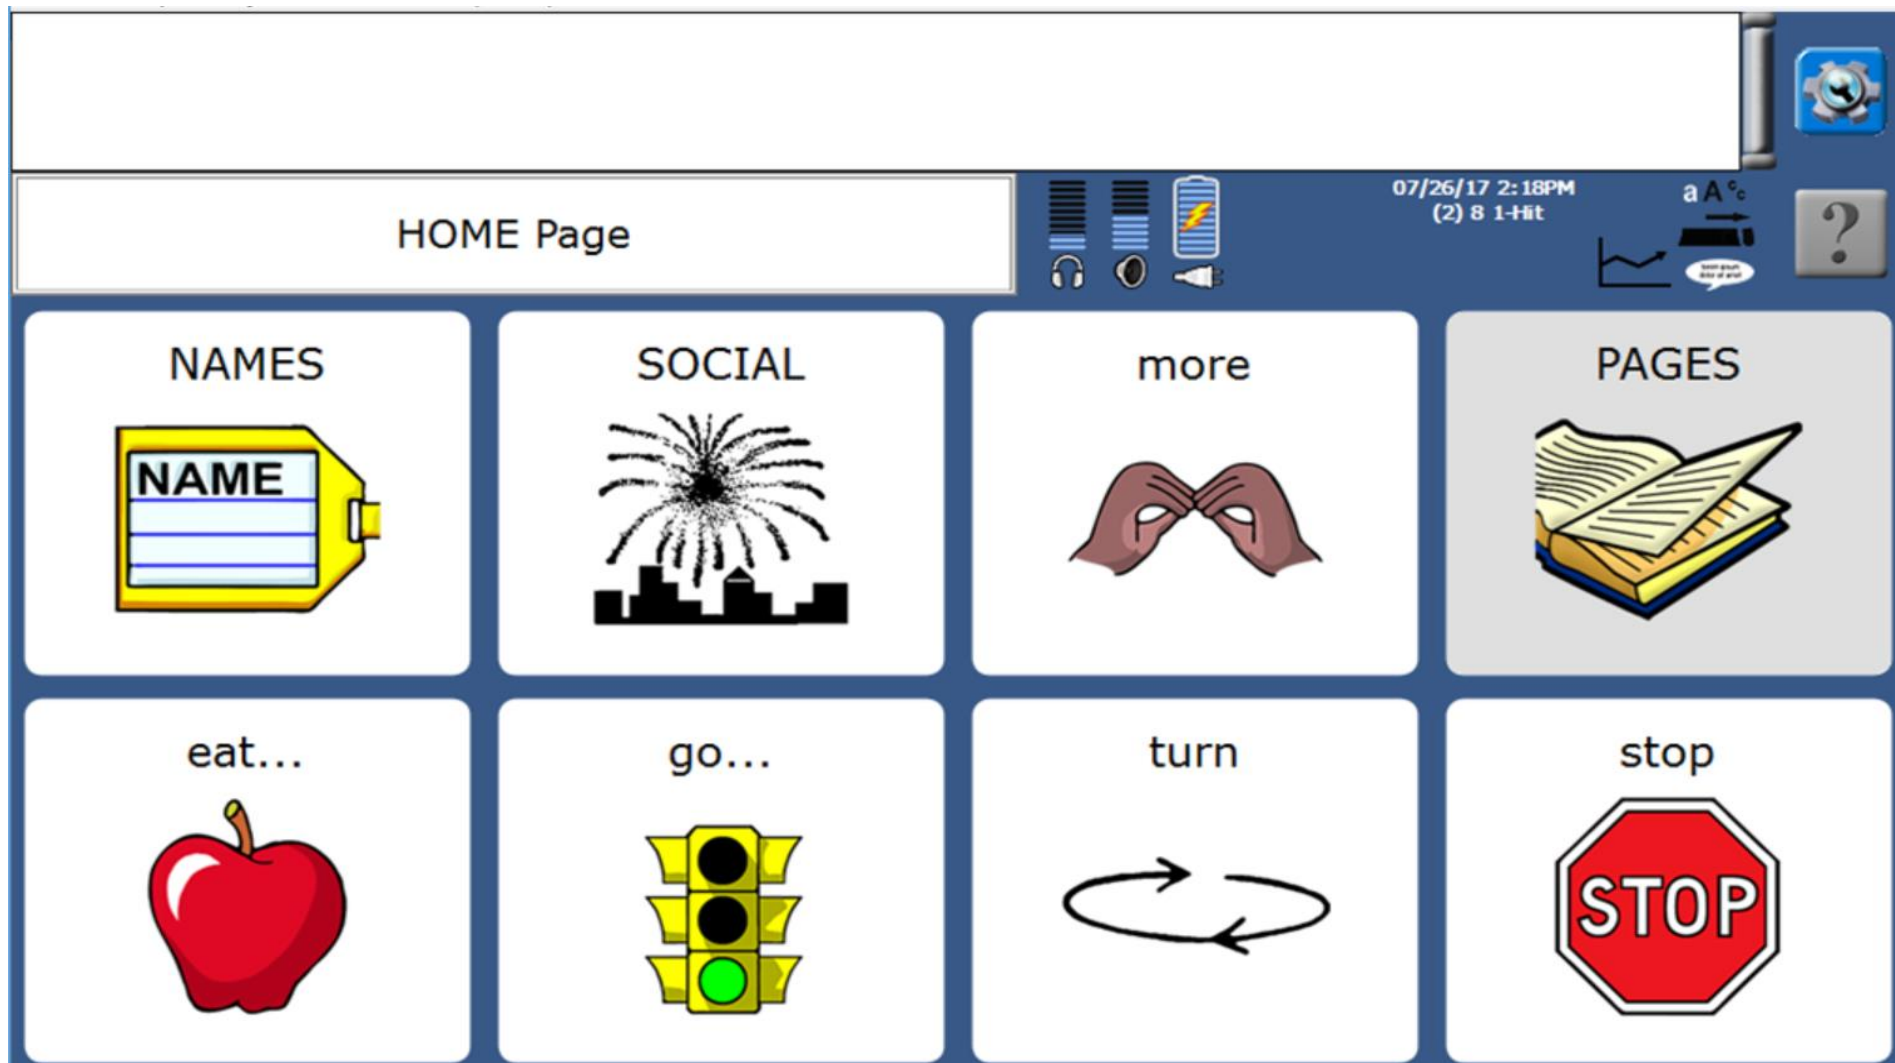 HOME Page
07/26/17 2:18PM
(2) 8 1-Hit
a A c c
?
NAMES
SOCIAL
more
PAGES
NAME
eat...
go...
turn
stop
STOP